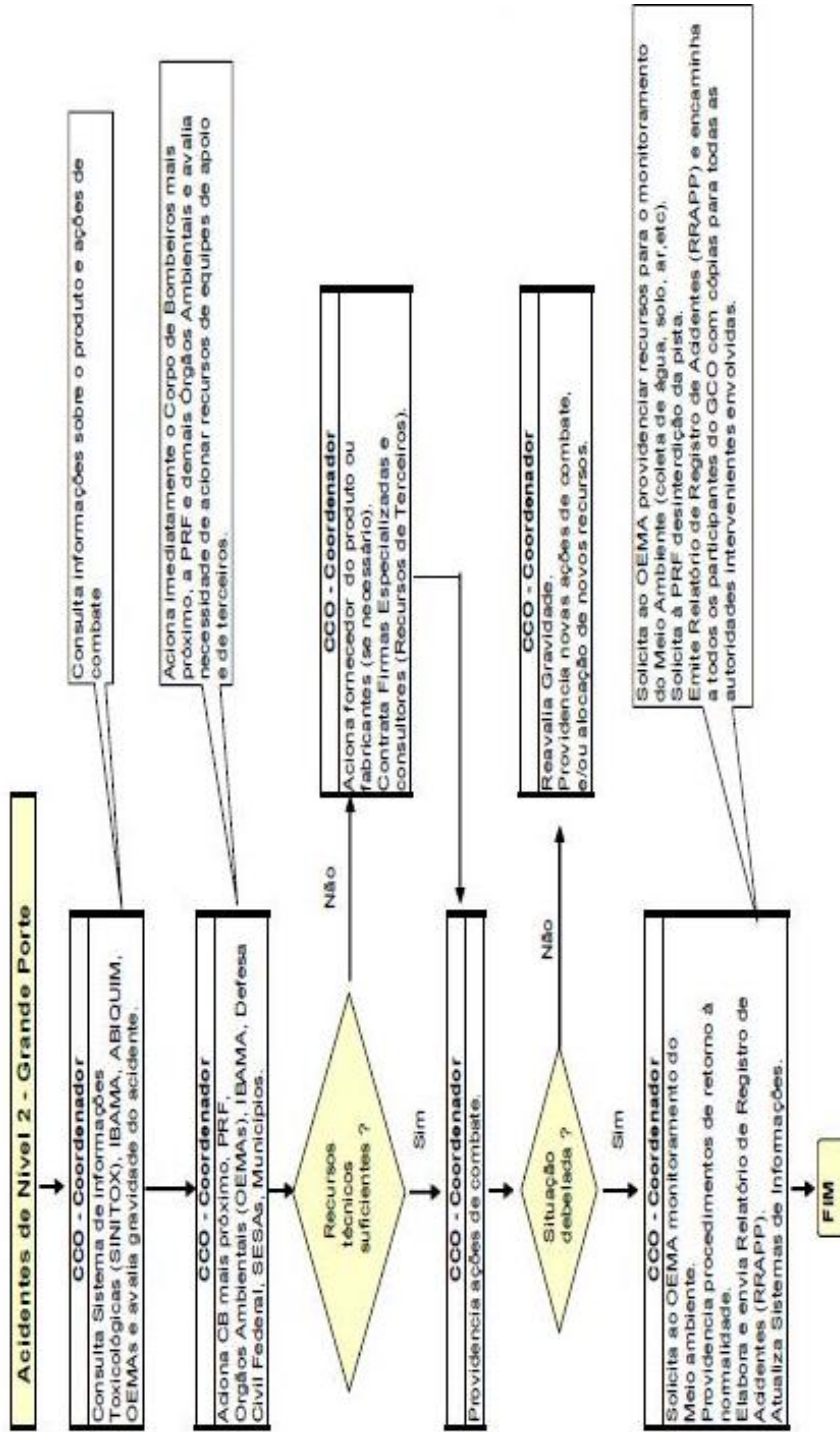 Acidentes de Nível 2 - Grande Porte
CCO - Coordenador
Consulta Sistema de Informações
Toxicológicas (SINITOX), IBAMA, ABIQUIM,
OEMAs e avalia gravidade do acidente.
Consulta informações sobre o produto e ações de
combate
CCO - Coordenador
Aciona CB mais próximo, PRF,
Orgãos Ambientais (OEMAs), IBAMA, Defesa
Civil Federal, SESAs, Municípios.
Aciona imediatamente o Corpo de Bombeiros mais
próximo, a PRF e demais Órgãos Ambientais e avalia
necessidade de acionar recursos de equipes de apoio
e de terceiros.
Recursos
técnicos
suficientes ?
Não
Sim
CCO - Coordenador
Aciona fornecedor do produto ou
fabricantes (se necessário).
Contrata Firmas Especializadas e
consultores (Recursos de Terceiros).
CCO - Coordenador
Providencia ações de combate.
Situação
debelada ?
Não
Sim
CCO - Coordenador
Reavalia Gravidade.
Providencia novas ações de combate,
e/ou alocação de novos recursos.
CCO - Coordenador
Solicita ao OEMA monitoramento do
Meio ambiente.
Providencia procedimentos de retorno à
normalidade.
Elabora e envia Relatório de Registro de
Acidentes (RRAPP).
Atualiza Sistemas de Informações.
Solicita ao OEMA providenciar recursos para o monitoramento
do Meio Ambiente (coleta de água, solo, ar,etc).
Solicita à PRF desinterdição da pista.
Emite Relatório de Registro de Acidentes (RRAPP) e encaminha
a todos os participantes do GCO com cópias para todas as
autoridades intervenientes envolvidas.
FIM